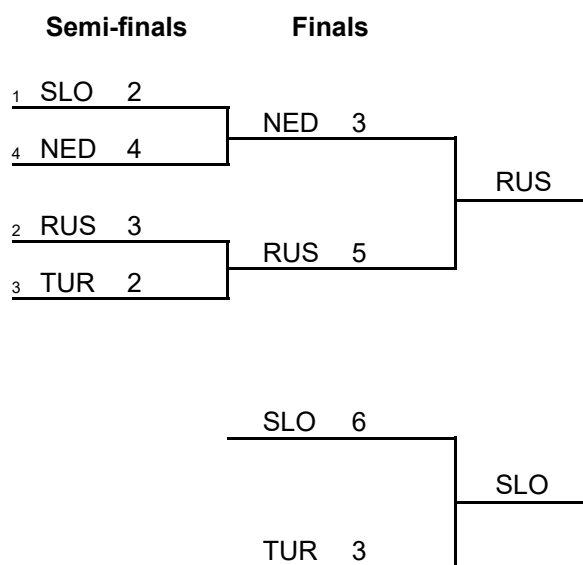 Semi-finals Finals
1 SLO 2
NED 3
4 NED 4
RUS
2 RUS 3
RUS 5
3 TUR 2
SLO 6
SLO
TUR 3